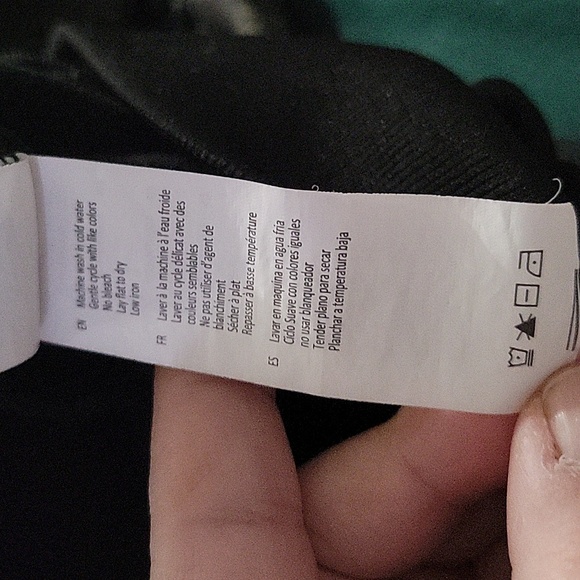 EN Machine wash in cold water
Gentle cycle with like colors
No bleach
Lay flat to dry
Low iron
FR Laver à la machine à l'eau froide
Laver au cycle délicat avec des
couleurs semblables
Ne pas utiliser d'agent de
blanchiment
Sécher à plat
Repasser à basse température
ES Lavar en maquina en agua fria
Ciclo Suave con colores iguales
no usar blanqueador
Tender plano para secar
Planchar a temperatura baja